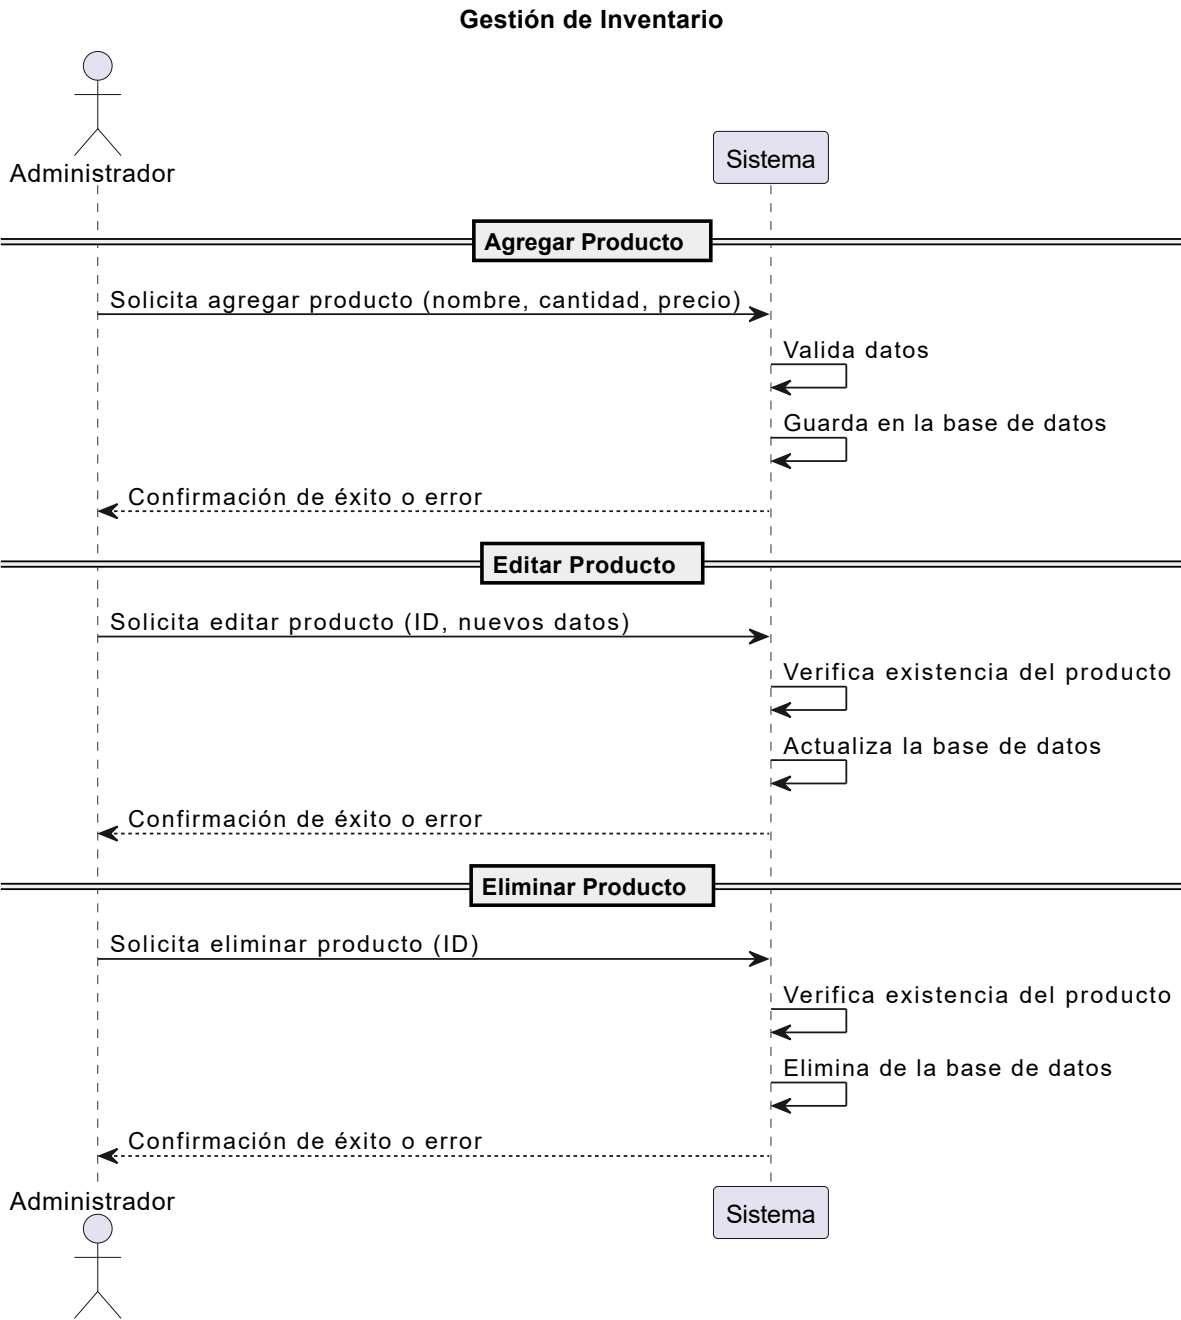 Gestión de Inventario
Administrador
Sistema
Agregar Producto
Solicita agregar producto (nombre, cantidad, precio)
Valida datos
Guarda en la base de datos
Confirmación de éxito o error
Editar Producto
Solicita editar producto (ID, nuevos datos)
Verifica existencia del producto
Actualiza la base de datos
Confirmación de éxito o error
Eliminar Producto
Solicita eliminar producto (ID)
Verifica existencia del producto
Elimina de la base de datos
Confirmación de éxito o error
Administrador
Sistema